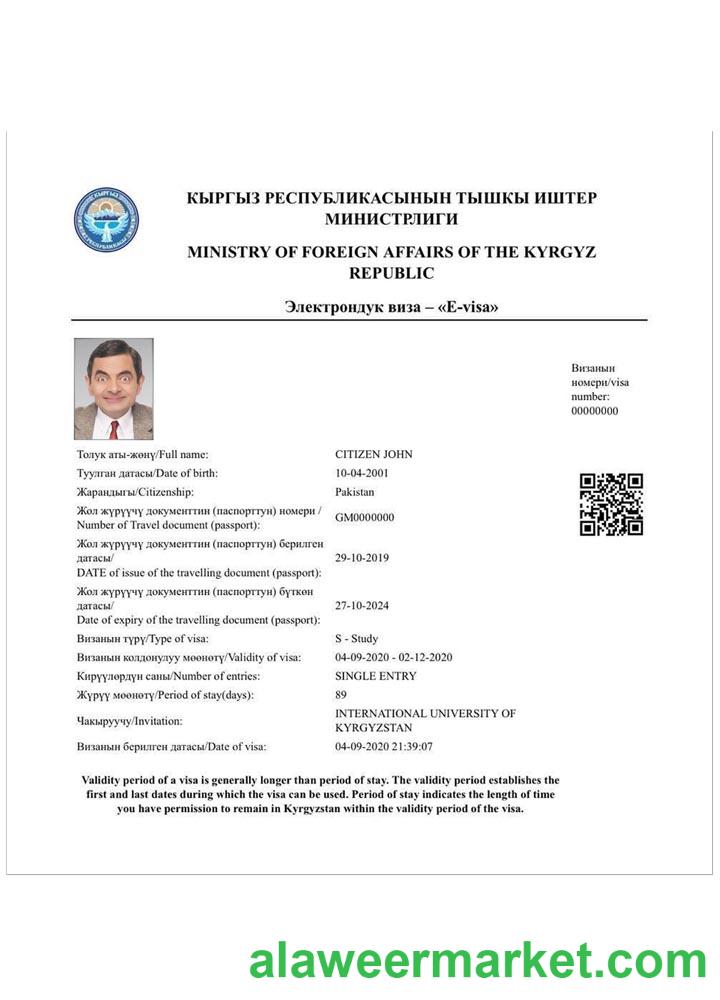 КЫРГЫЗ РЕСПУБЛИКАСЫНЫН ТЫШКЫ ИШТЕР
МИНИСТРЛИГИ
MINISTRY OF FOREIGN AFFAIRS OF THE KYRGYZ
REPUBLIC
Электрондук виза – «E-visa»
Визанын
номери/visa
number:
00000000
Толук аты-жөнү/Full name: CITIZEN JOHN
Туулган датасы/Date of birth: 10-04-2001
Жарандыгы/Citizenship: Pakistan
Жол жүрүүчү документтин (паспорттун) номери /
Number of Travel document (passport): GM0000000
Жол жүрүүчү документтин (паспорттун) берилген
датасы/
DATE of issue of the travelling document (passport): 29-10-2019
Жол жүрүүчү документтин (паспорттун) бүткөн
датасы/
Date of expiry of the travelling document (passport): 27-10-2024
Визанын түрү/Type of visa: S - Study
Визанын колдонулуу мөөнөтү/Validity of visa: 04-09-2020 - 02-12-2020
Кирүүлөрдүн саны/Number of entries: SINGLE ENTRY
Жүрүү мөөнөтү/Period of stay(days): 89
Чакыруучу/Invitation: INTERNATIONAL UNIVERSITY OF
KYRGYZSTAN
Визанын берилген датасы/Date of visa: 04-09-2020 21:39:07
Validity period of a visa is generally longer than period of stay. The validity period establishes the
first and last dates during which the visa can be used. Period of stay indicates the length of time
you have permission to remain in Kyrgyzstan within the validity period of the visa.
alaweermarket.com